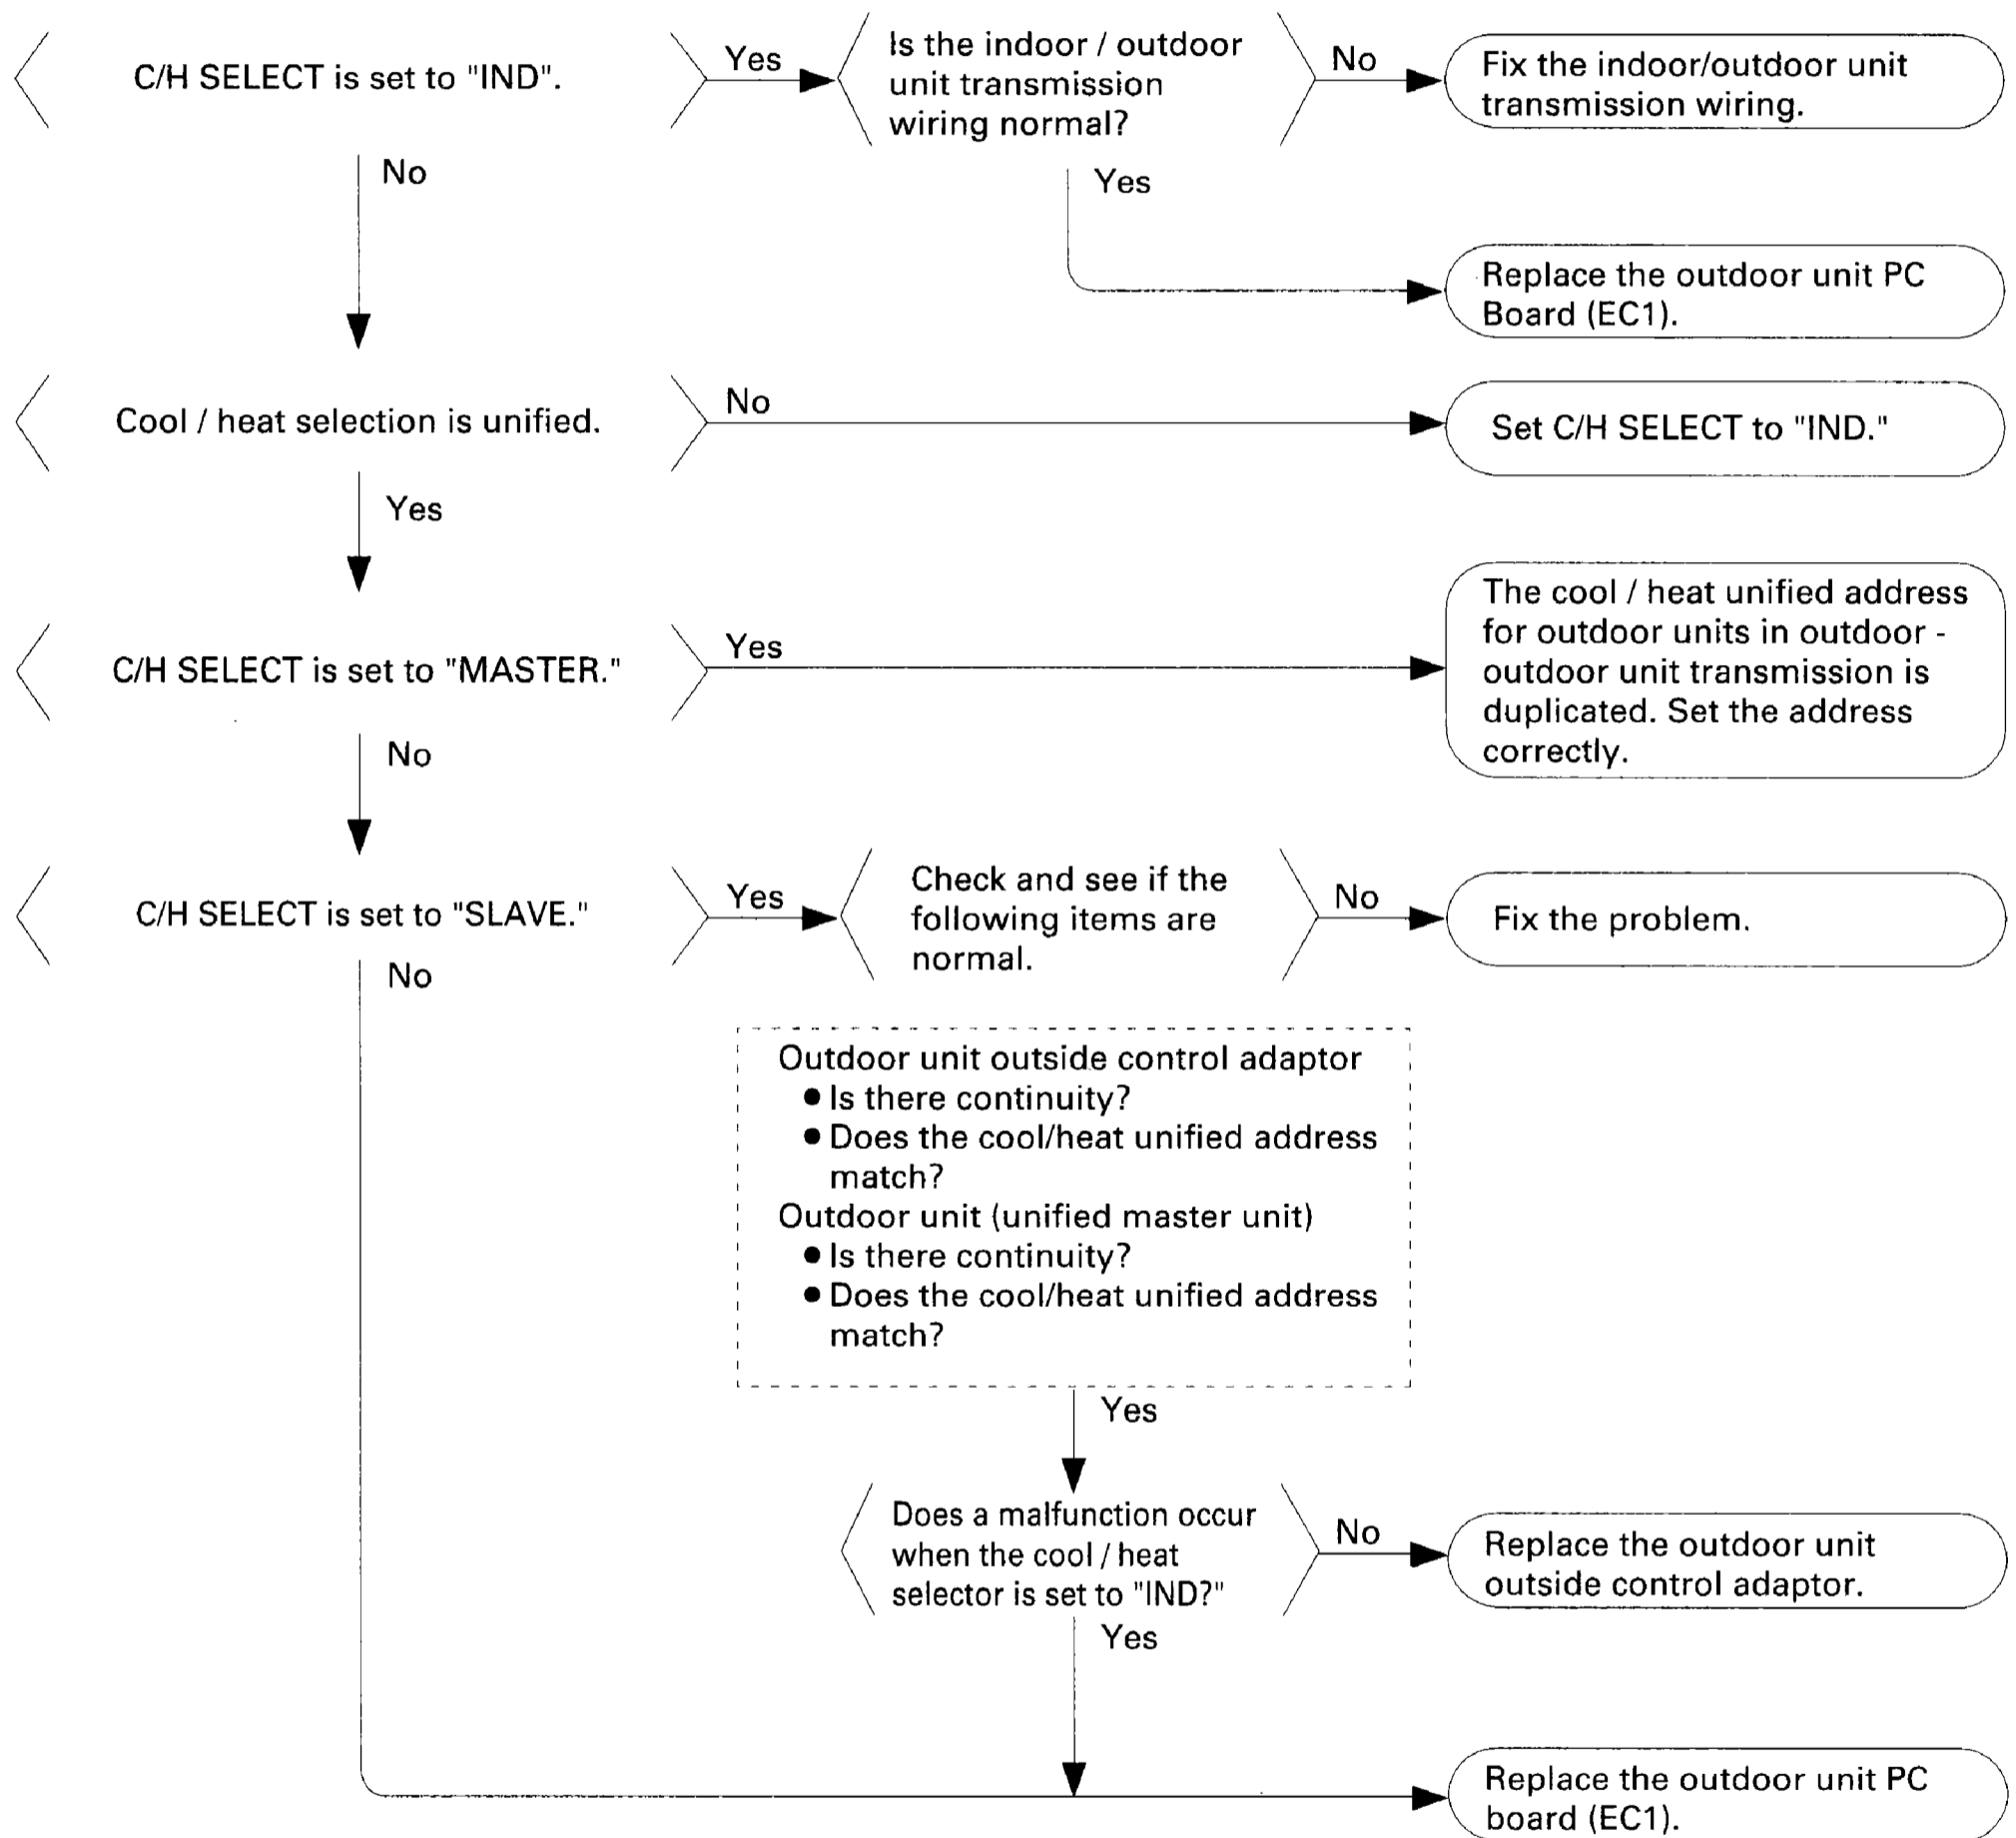 C/H SELECT is set to "IND".
Yes
Is the indoor / outdoor
unit transmission
wiring normal?
No
Fix the indoor/outdoor unit
transmission wiring.
No
Yes
Replace the outdoor unit PC
Board (EC1).
Cool / heat selection is unified.
No
Set C/H SELECT to "IND."
Yes
C/H SELECT is set to "MASTER."
Yes
The cool / heat unified address
for outdoor units in outdoor -
outdoor unit transmission is
duplicated. Set the address
correctly.
No
C/H SELECT is set to "SLAVE."
Yes
Check and see if the
following items are
normal.
No
Fix the problem.
No
Outdoor unit outside control adaptor
● Is there continuity?
● Does the cool/heat unified address
match?
Outdoor unit (unified master unit)
● Is there continuity?
● Does the cool/heat unified address
match?
Yes
Does a malfunction occur
when the cool / heat
selector is set to "IND?"
No
Replace the outdoor unit
outside control adaptor.
Yes
Replace the outdoor unit PC
board (EC1).